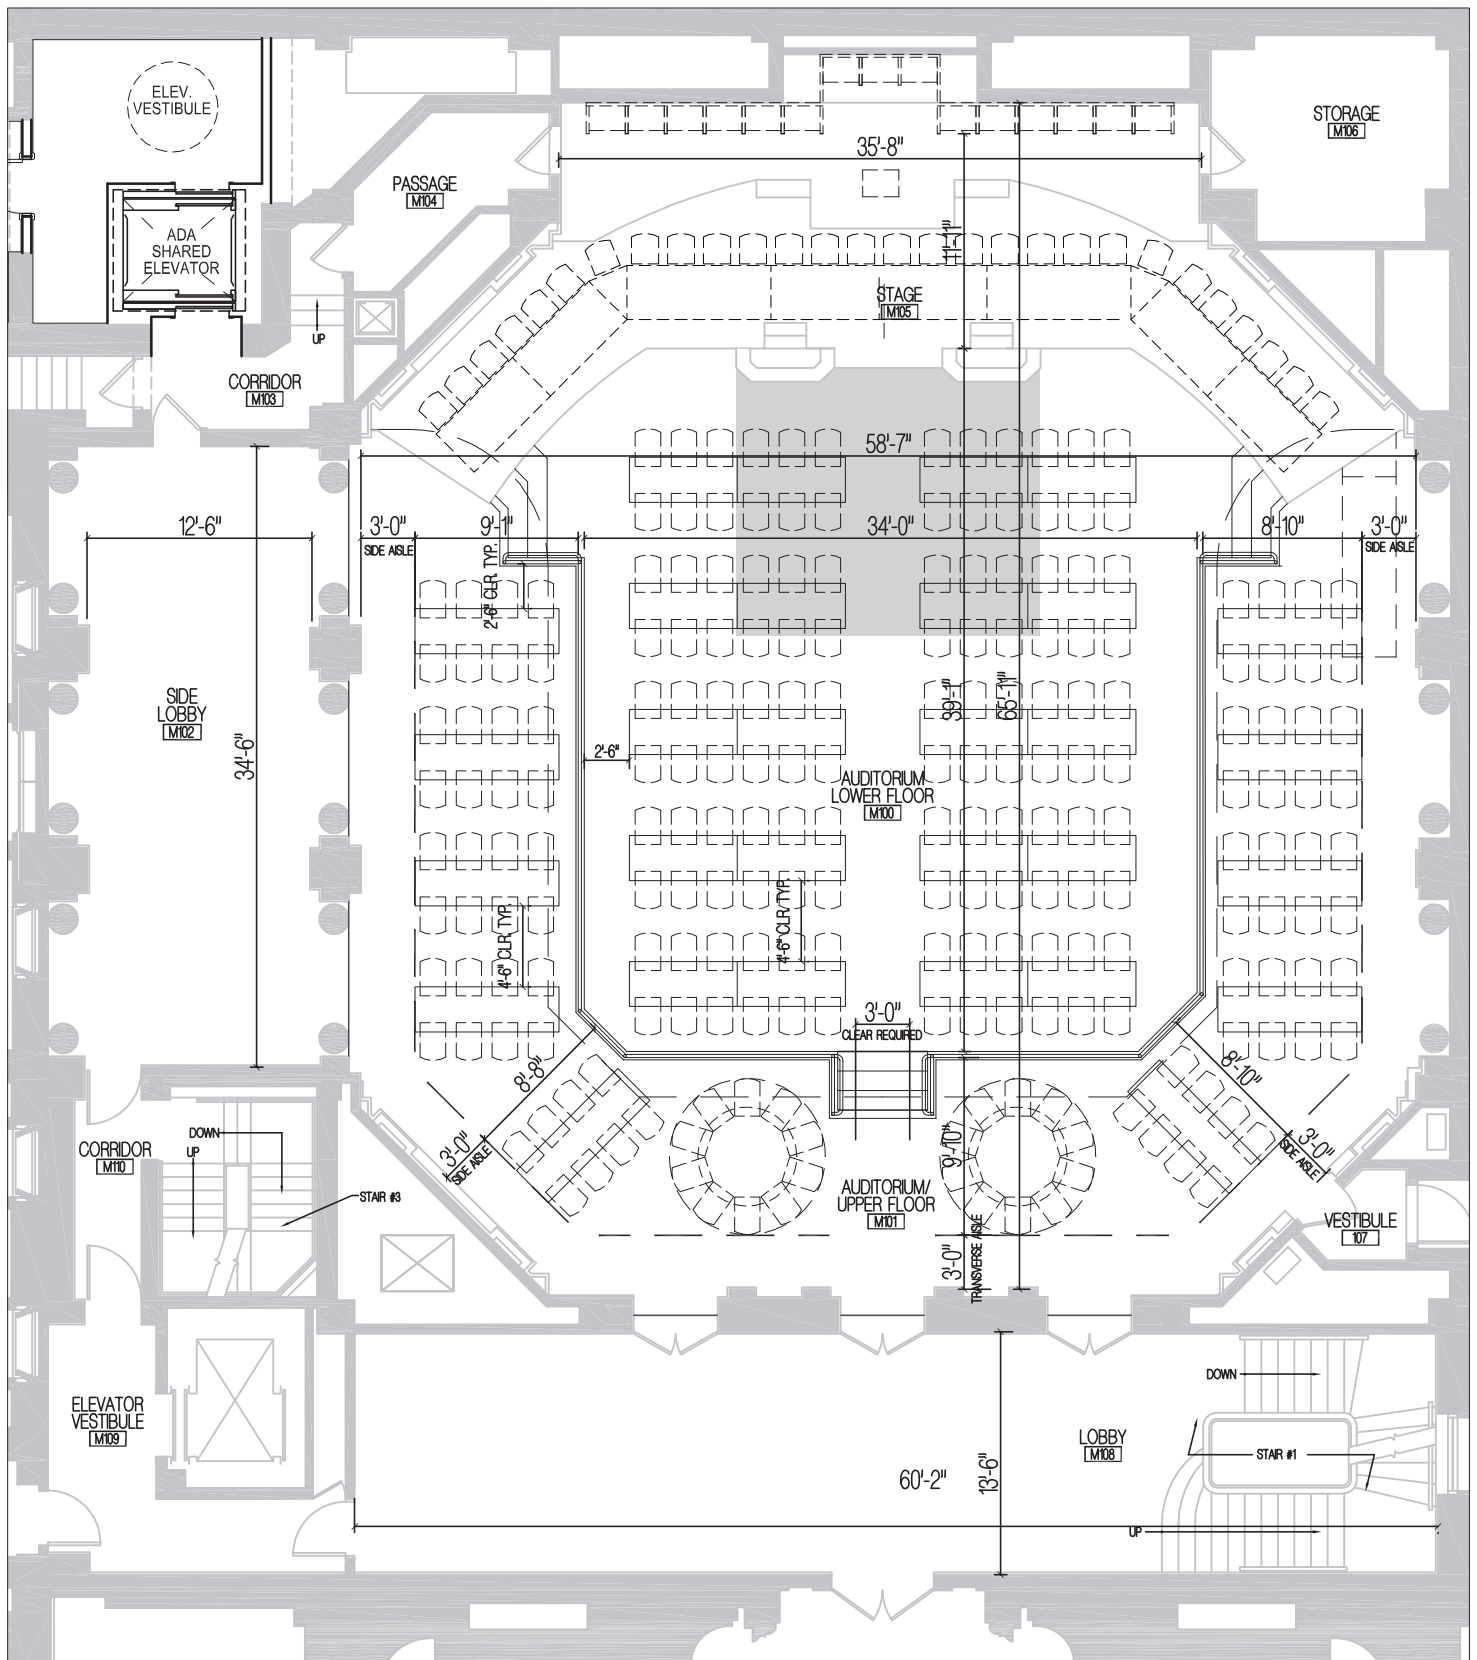 ELEV.
VESTIBULE
STORAGE
M106
35'-8"
PASSAGE
M104
ADA
SHARED
ELEVATOR
11'-11"
STAGE
M105
UP
CORRIDOR
M103
58'-7"
12'-6"
3'-0"
SIDE AISLE
9'-1"
34'-0"
8'-10"
3'-0"
SIDE AISLE
2'-6" CLR. TYP.
SIDE
LOBBY
M102
34'-6"
39'-1"
65'-11"
2'-6"
AUDITORIUM
LOWER FLOOR
M100
4'-6" CLR. TYP.
4'-6" CLR. TYP.
3'-0"
CLEAR REQUIRED
8'-8"
8'-10"
CORRIDOR
M110
DOWN
UP
STAIR #3
3'-0"
SIDE AISLE
9'-10"
3'-0"
SIDE AISLE
AUDITORIUM/
UPPER FLOOR
M101
VESTIBULE
107
3'-0"
TRANSVERSE AISLE
DOWN
ELEVATOR
VESTIBULE
M109
LOBBY
M108
STAIR #1
60'-2"
13'-6"
UP